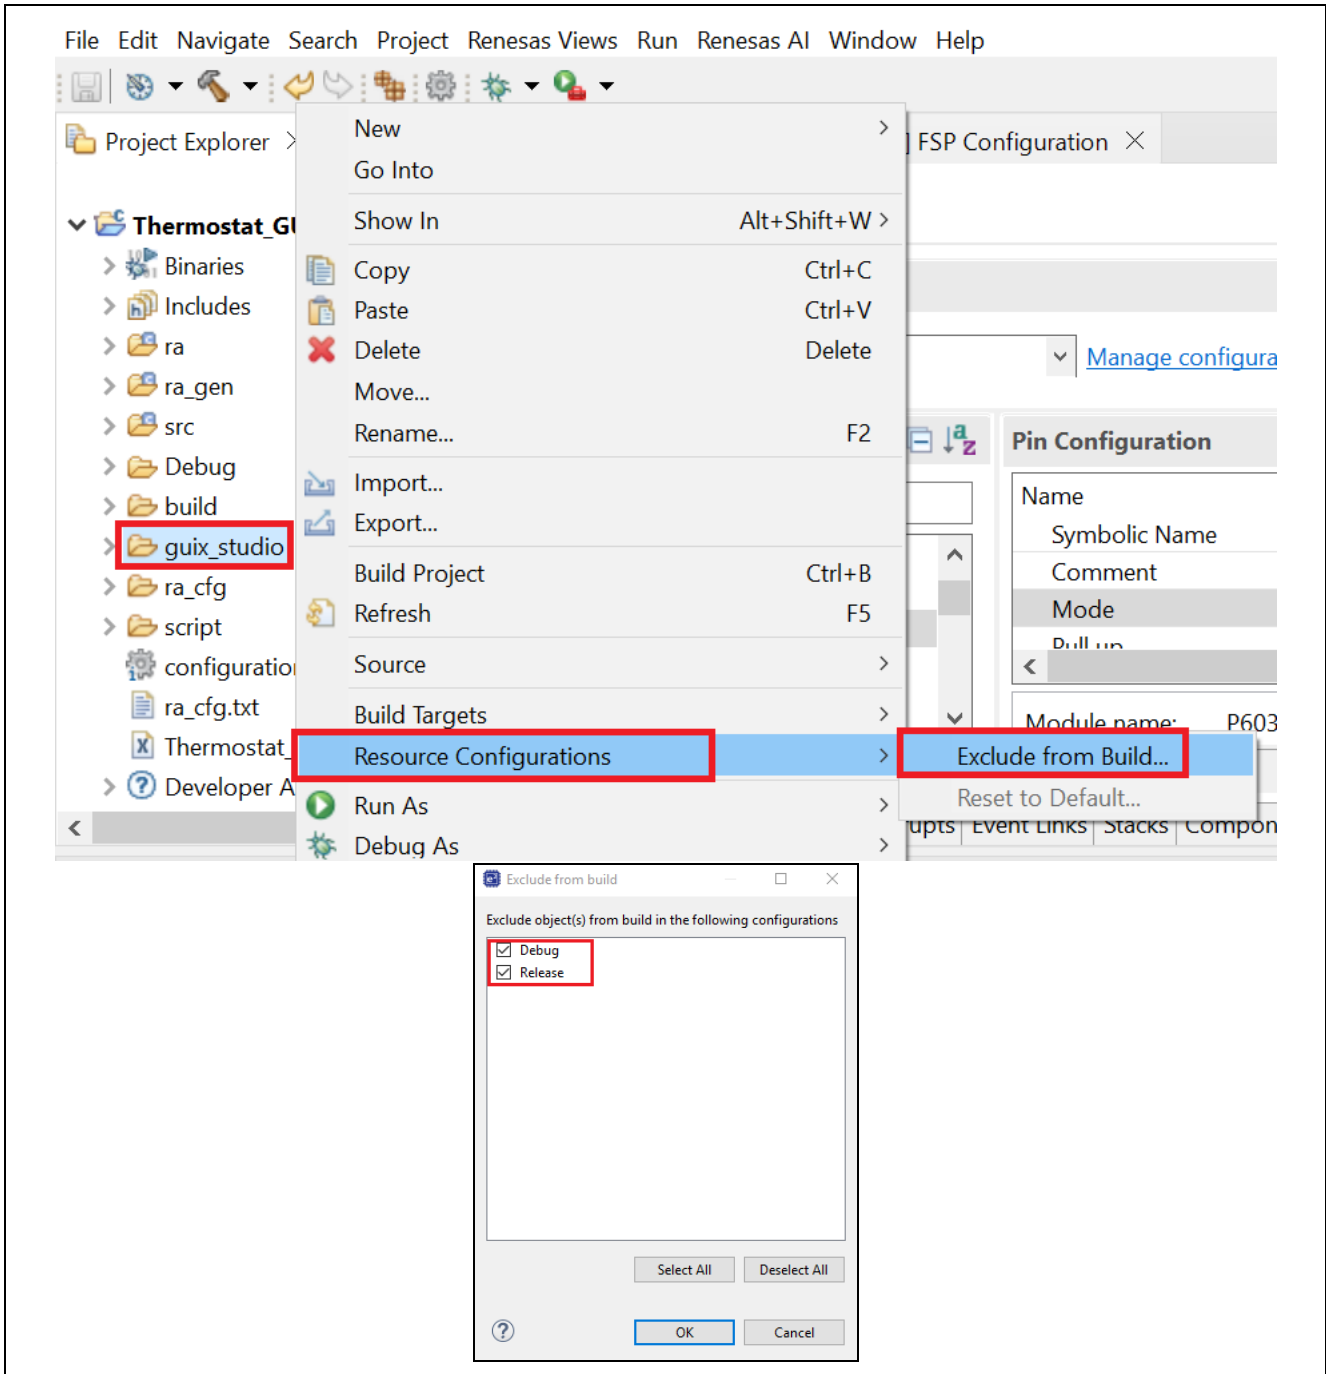 File Edit Navigate Search Project Renesas Views Run Renesas AI Window Help
Project Explorer
FSP Configuration
Thermostat_GU
Binaries
Includes
ra
ra_gen
src
Debug
build
guix_studio
ra_cfg
script
configuration
ra_cfg.txt
Thermostat_
Developer A
New
Go Into
Show In Alt+Shift+W
Copy Ctrl+C
Paste Ctrl+V
Delete Delete
Move...
Rename... F2
Import...
Export...
Build Project Ctrl+B
Refresh F5
Source
Build Targets
Resource Configurations
Run As
Debug As
Exclude from Build...
Reset to Default...
Manage configura
Pin Configuration
Name
Symbolic Name
Comment
Mode
Pull up
Module name: P603
upts Event Links Stacks Compon
Exclude from build
Exclude object(s) from build in the following configurations
Debug
Release
Select All Deselect All
OK Cancel